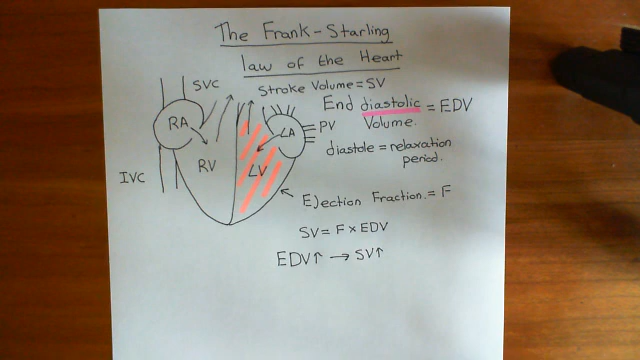 The Frank-Starling
law of the Heart
SVC
Stroke Volume = SV
End diastolic = EDV
Volume.
RA
LA
PV
diastole = relaxation
period.
RV
LV
IVC
Ejection Fraction. = F
SV = F × EDV
EDV↑ → SV↑